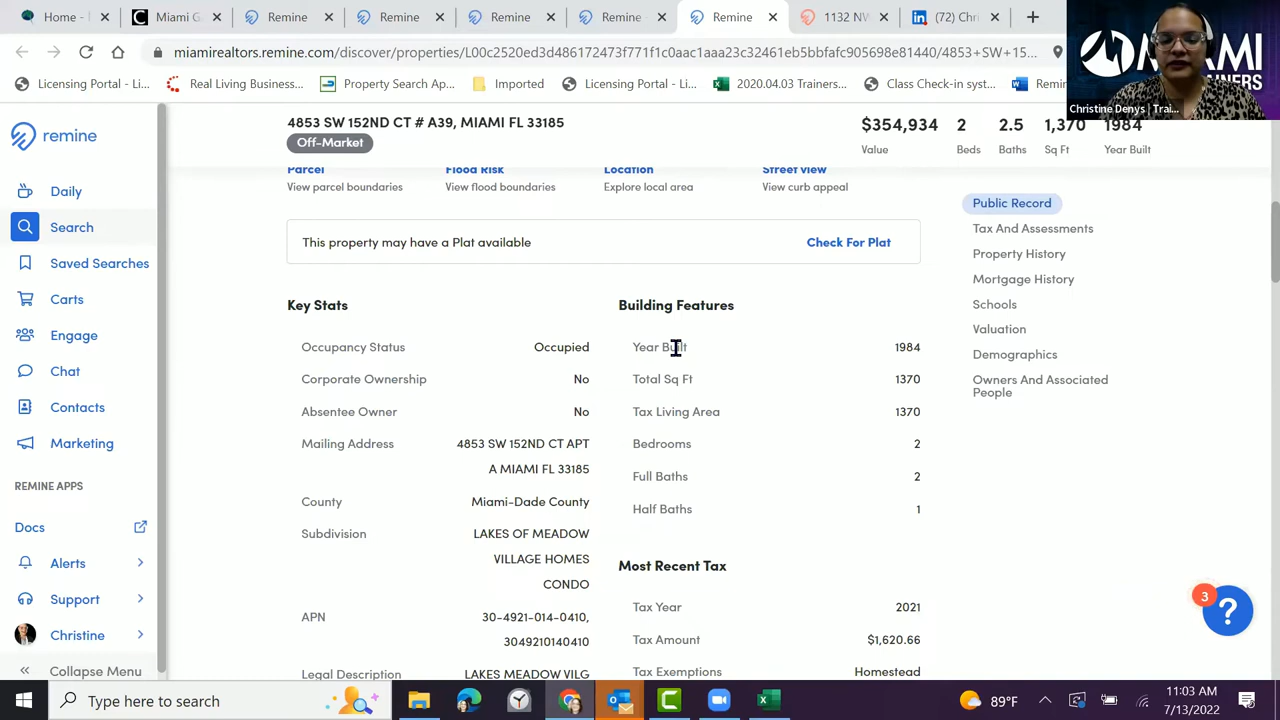 Home -
Miami G
Remine
Remine
Remine
Remine
Remine
1132 NW
(72) Chr
miamirealtors.remine.com/discover/properties/L00c2520ed3d486172473f771f1c0aac1aaa23c32461eb5bbfafc905698e81440/4853+SW+15...
Licensing Portal - Li...
Real Living Business...
Property Search Ap...
Importe
Licensing Portal - Li...
2020.04.03 Trainers...
Class Check-in syst...
MIAMI
Christine Denys | Trai...
remine
4853 SW 152ND CT # A39, MIAMI FL 33185
Off-Market
$354,934 2 2.5 1,370 1984
Value Beds Baths Sq Ft Year Built
Daily
Search
Saved Searches
Carts
Engage
Chat
Contacts
Marketing
REMINE APPS
Docs
Alerts
Support
Christine
Collapse Menu
Parcel
View parcel boundaries
Flood Risk
View flood boundaries
Location
Explore local area
Street view
View curb appeal
This property may have a Plat available Check For Plat
Key Stats
Occupancy Status Occupied
Corporate Ownership No
Absentee Owner No
Mailing Address 4853 SW 152ND CT APT
A MIAMI FL 33185
County Miami-Dade County
Subdivision LAKES OF MEADOW
VILLAGE HOMES
CONDO
APN 30-4921-014-0410,
3049210140410
Legal Description LAKES MEADOW VILG
Building Features
Year Built 1984
Total Sq Ft 1370
Tax Living Area 1370
Bedrooms 2
Full Baths 2
Half Baths 1
Most Recent Tax
Tax Year 2021
Tax Amount $1,620.66
Tax Exemptions Homestead
Public Record
Tax And Assessments
Property History
Mortgage History
Schools
Valuation
Demographics
Owners And Associated
People
3
?
Type here to search
89°F
11:03 AM
7/13/2022